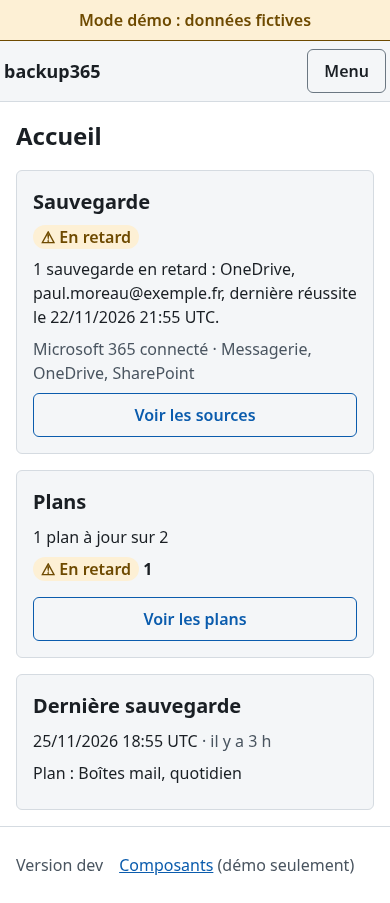 Mode démo : données fictives
backup365
Menu
Accueil
Sauvegarde
⚠ En retard
1 sauvegarde en retard : OneDrive,
paul.moreau@exemple.fr, dernière réussite
le 22/11/2026 21:55 UTC.
Microsoft 365 connecté · Messagerie,
OneDrive, SharePoint
Voir les sources
Plans
1 plan à jour sur 2
⚠ En retard 1
Voir les plans
Dernière sauvegarde
25/11/2026 18:55 UTC · il y a 3 h
Plan : Boîtes mail, quotidien
Version dev Composants (démo seulement)